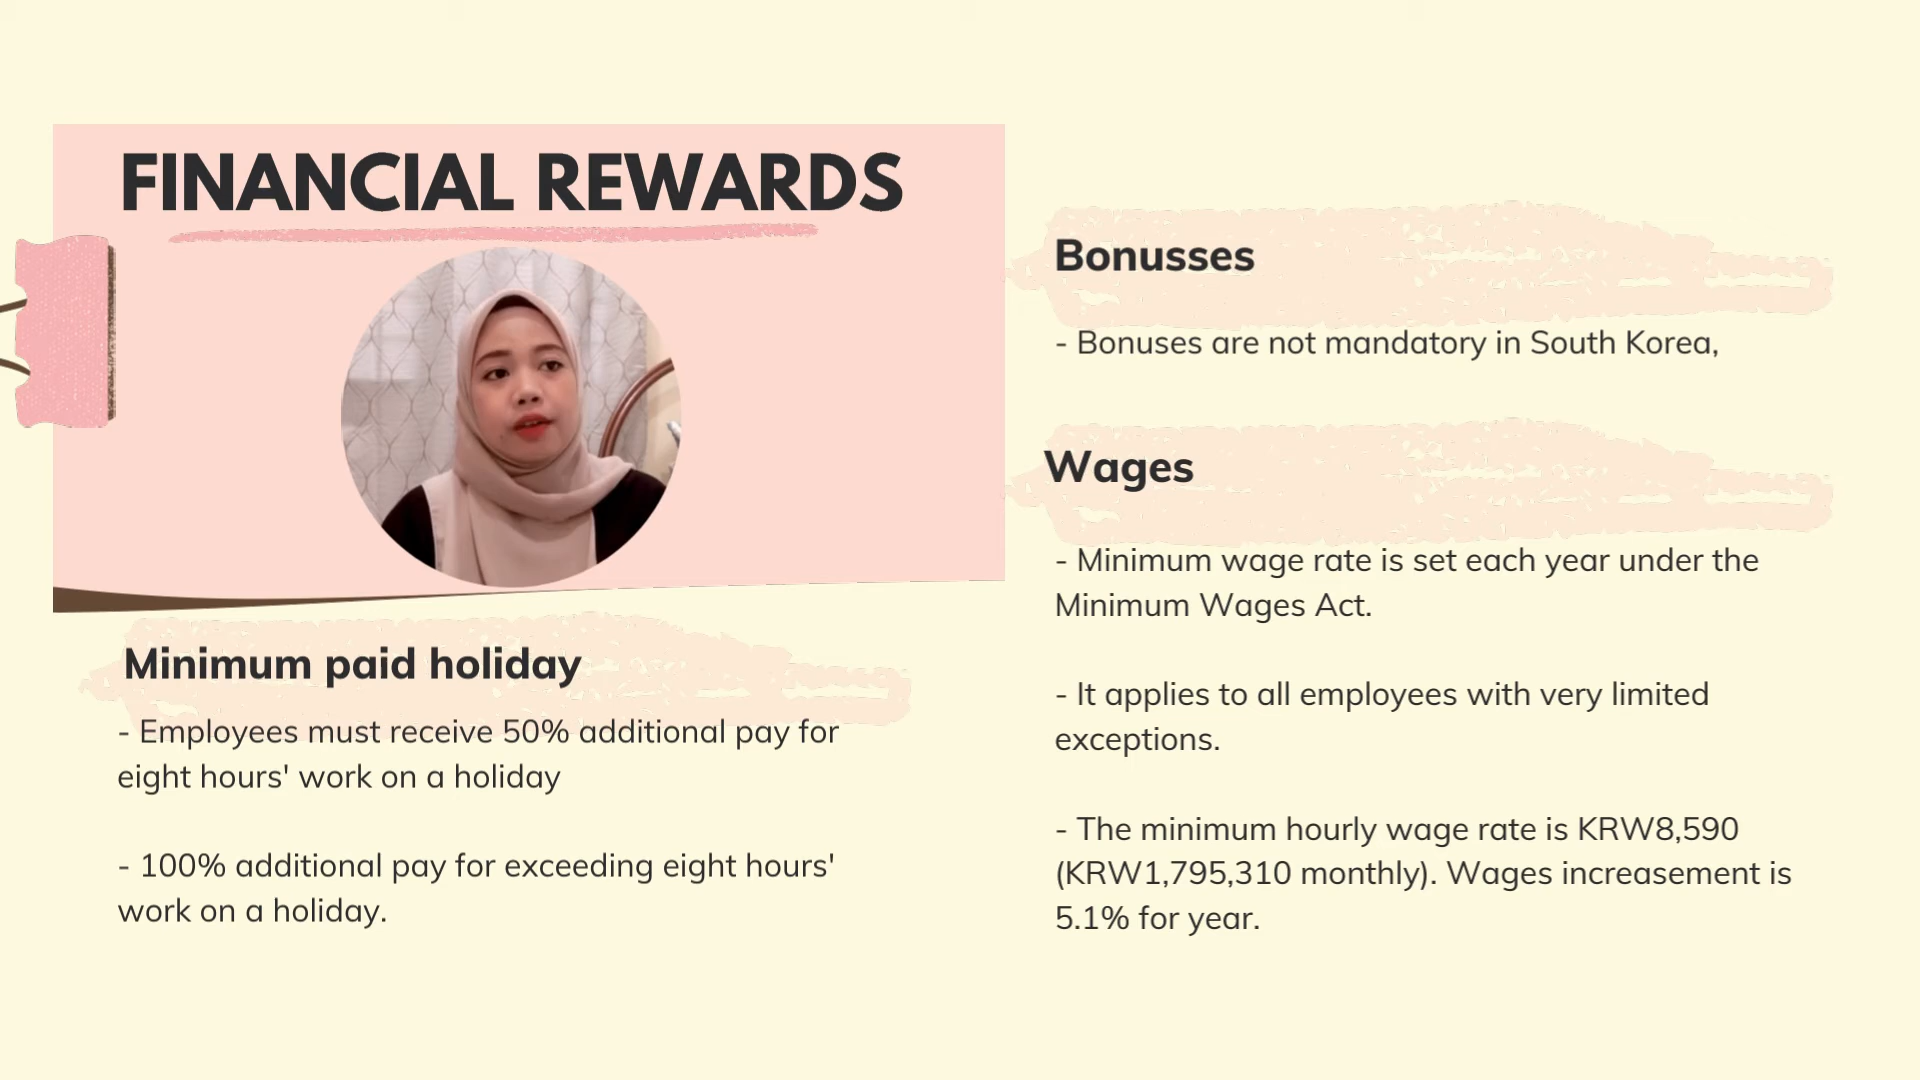 FINANCIAL REWARDS
Minimum paid holiday
- Employees must receive 50% additional pay for
eight hours' work on a holiday
- 100% additional pay for exceeding eight hours'
work on a holiday.
Bonusses
- Bonuses are not mandatory in South Korea,
Wages
- Minimum wage rate is set each year under the
Minimum Wages Act.
- It applies to all employees with very limited
exceptions.
- The minimum hourly wage rate is KRW8,590
(KRW1,795,310 monthly). Wages increasement is
5.1% for year.